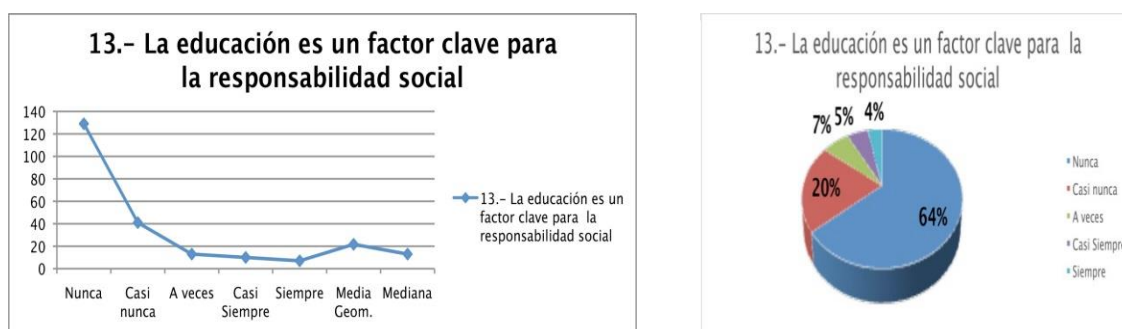 13.- La educación es un factor clave para
la responsabilidad social
140
120
100
80
60
40
20
0
Nunca
Casi
nunca
A veces
Casi
Siempre
Siempre
Media
Geom.
Mediana
13.- La educación es un
factor clave para la
responsabilidad social
13.- La educación es un factor clave para la
responsabilidad social
7% 5% 4%
20%
64%
Nunca
Casi nunca
A veces
Casi Siempre
Siempre